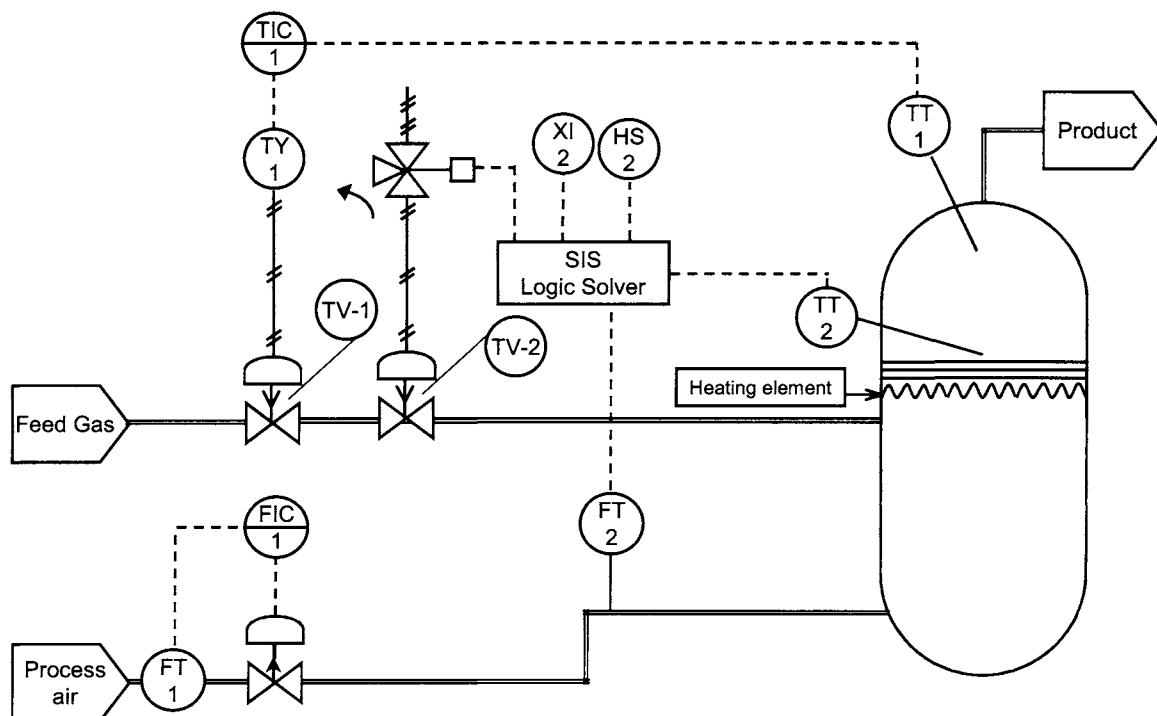 TIC
1
TT
1
Product
TY
1
XI
2
HS
2
SIS
Logic Solver
TT
2
TV-1
TV-2
Heating element
Feed Gas
FIC
1
FT
2
Process
air
FT
1